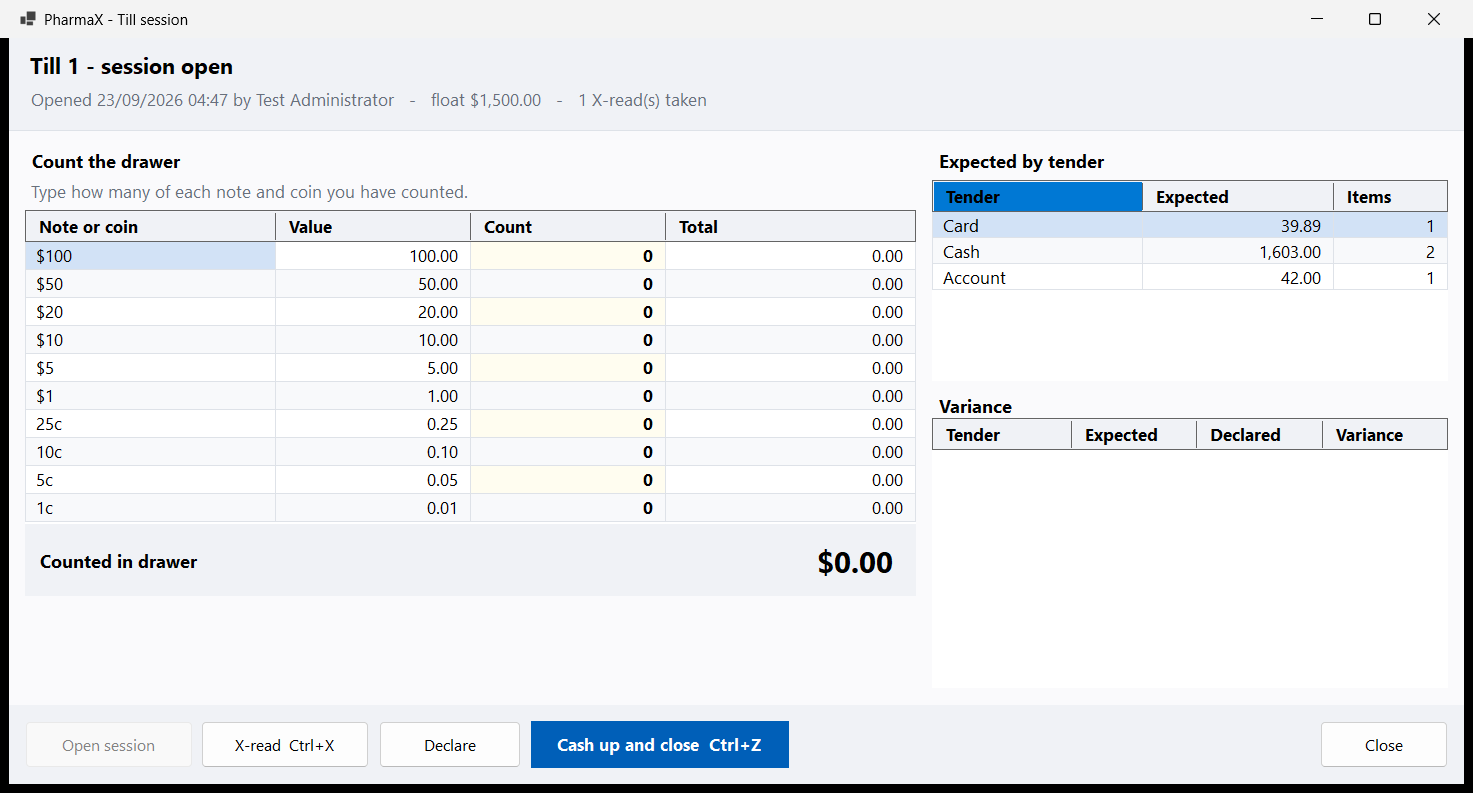 PharmaX - Till session
Till 1 - session open
Opened 23/09/2026 04:47 by Test Administrator - float $1,500.00 - 1 X-read(s) taken
Count the drawer
Type how many of each note and coin you have counted.
Note or coin Value Count Total
$100 100.00 0 0.00
$50 50.00 0 0.00
$20 20.00 0 0.00
$10 10.00 0 0.00
$5 5.00 0 0.00
$1 1.00 0 0.00
25c 0.25 0 0.00
10c 0.10 0 0.00
5c 0.05 0 0.00
1c 0.01 0 0.00
Counted in drawer $0.00
Expected by tender
Tender Expected Items
Card 39.89 1
Cash 1,603.00 2
Account 42.00 1
Variance
Tender Expected Declared Variance
Open session X-read Ctrl+X Declare Cash up and close Ctrl+Z Close